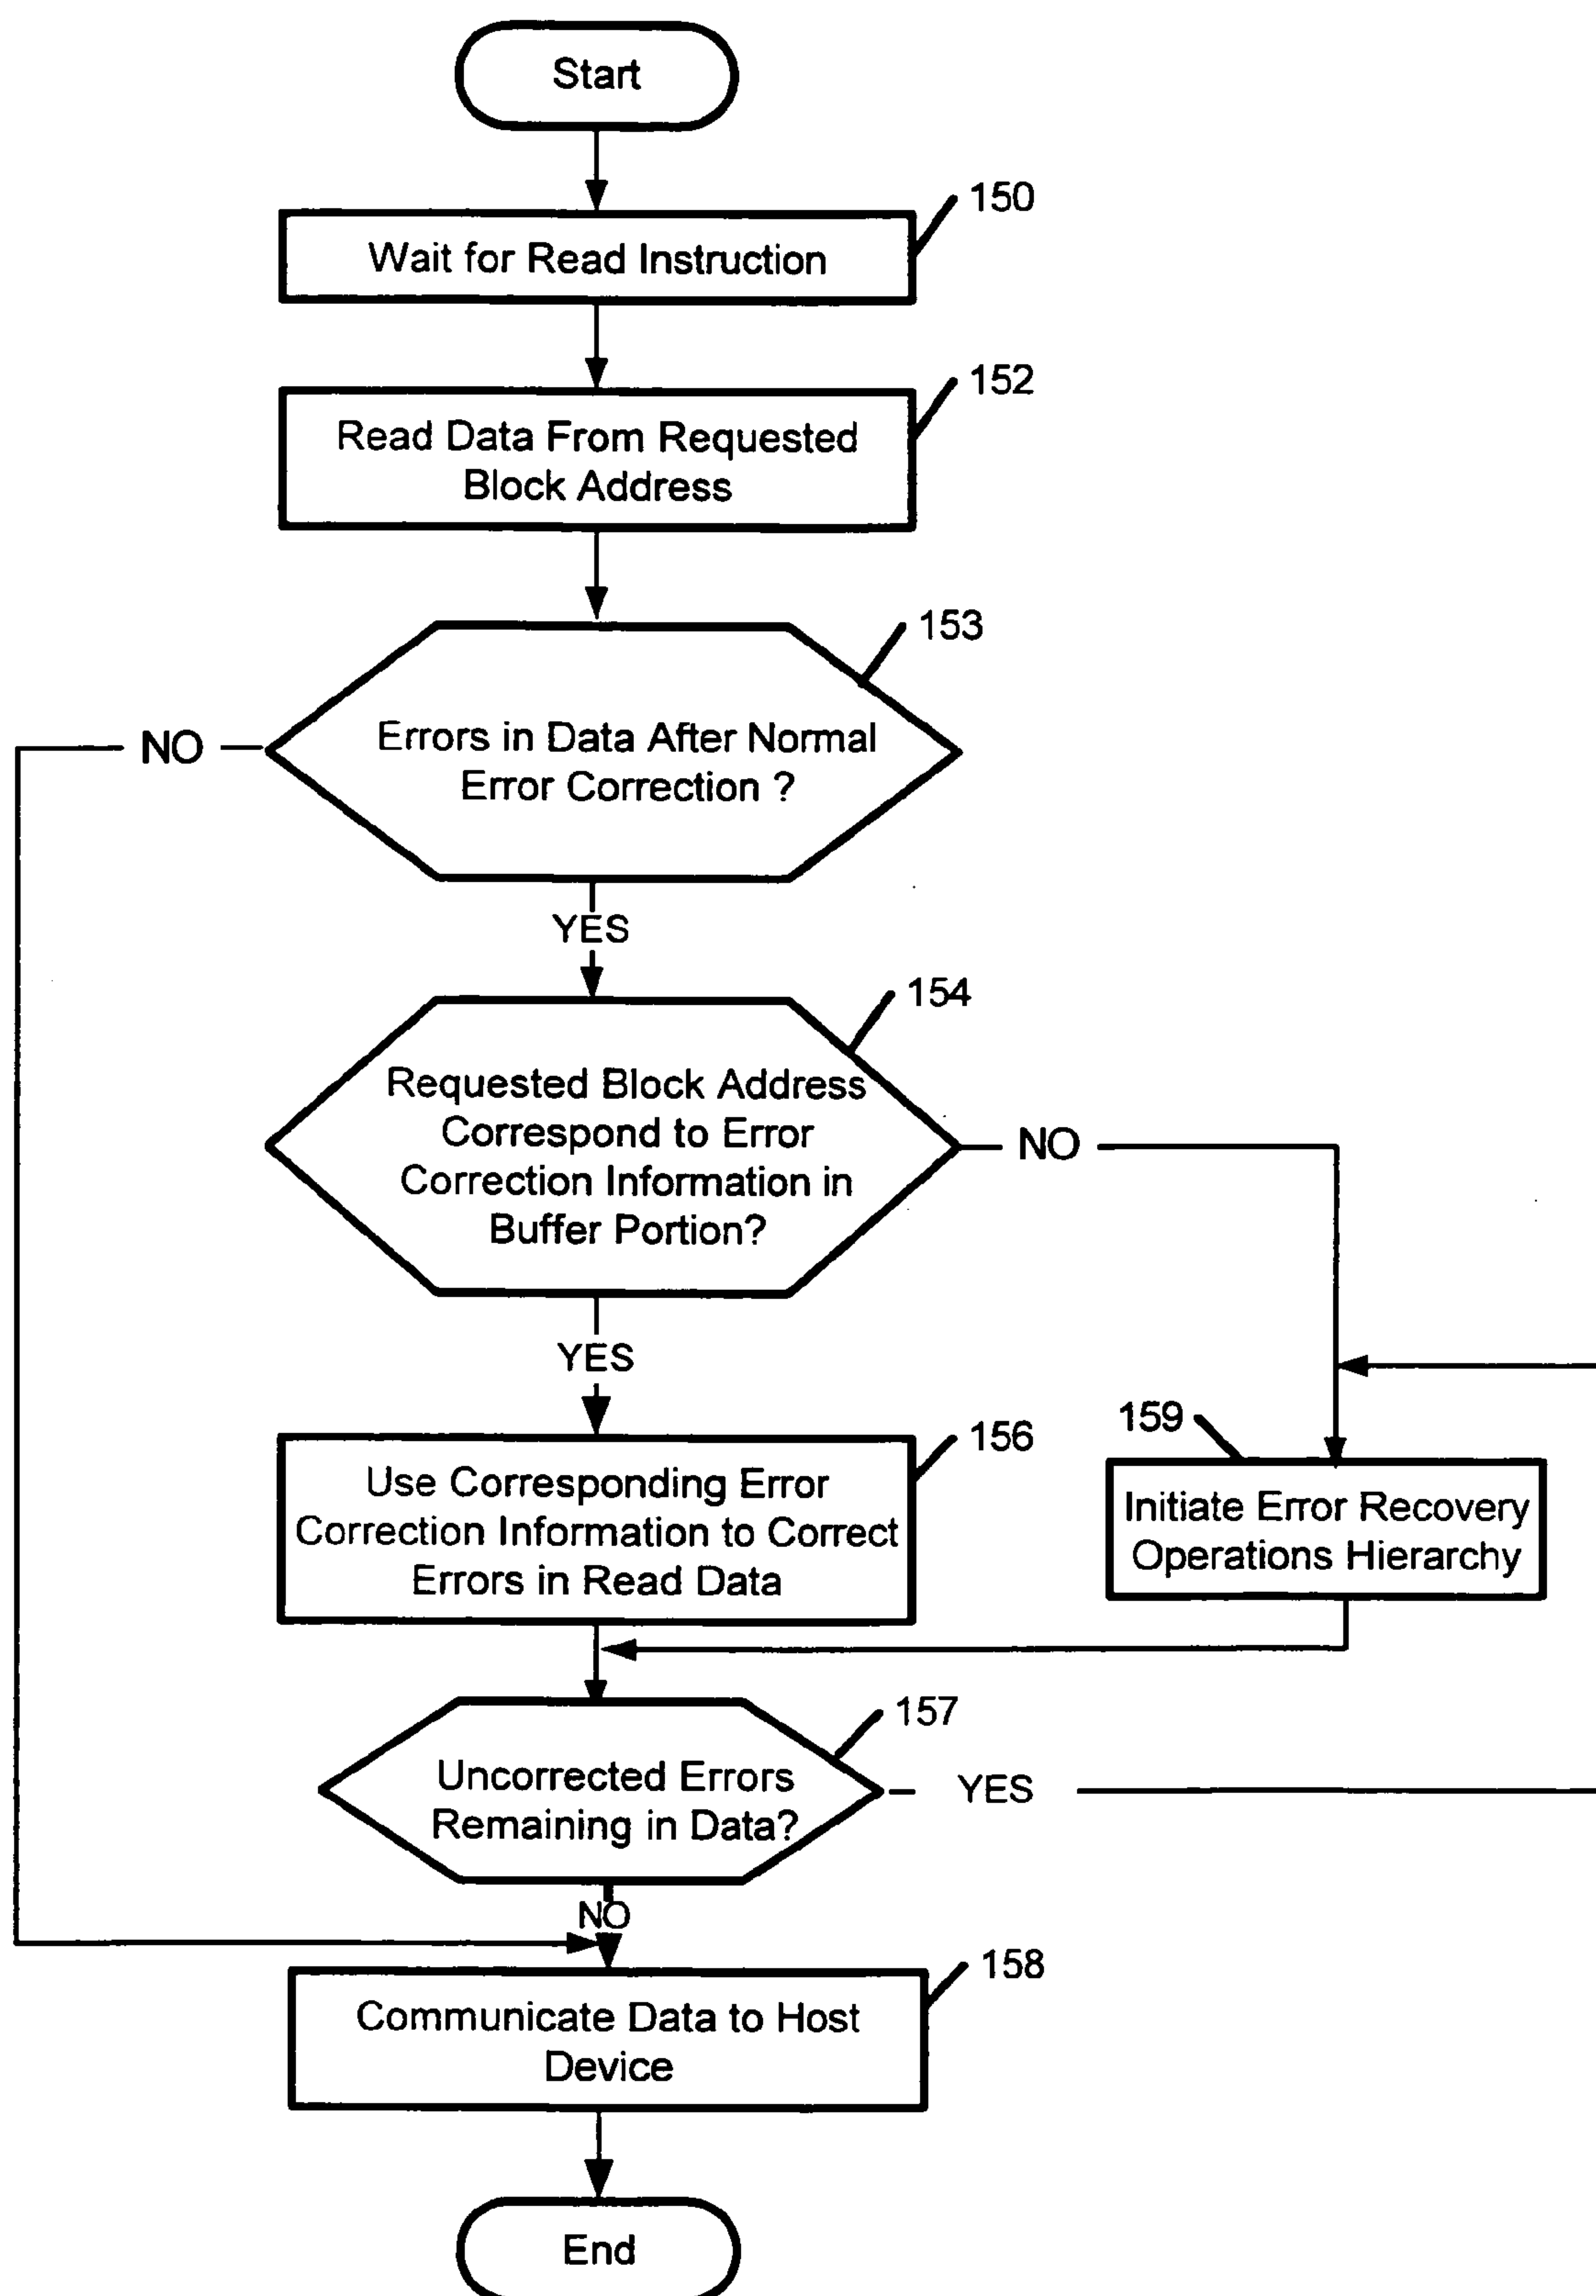 Start
150
Wait for Read Instruction
152
Read Data From Requested
Block Address
153
NO
Errors in Data After Normal
Error Correction ?
YES
154
Requested Block Address
Correspond to Error
Correction Information in
Buffer Portion?
NO
YES
156
Use Corresponding Error
Correction Information to Correct
Errors in Read Data
159
Initiate Error Recovery
Operations Hierarchy
157
Uncorrected Errors
Remaining in Data?
YES
NO
158
Communicate Data to Host
Device
End